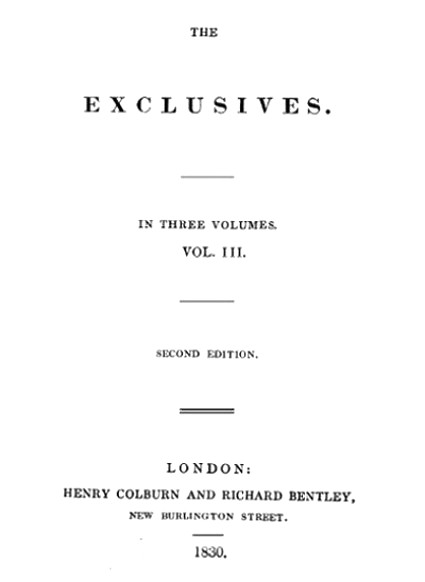 THE
EXCLUSIVES.
IN THREE VOLUMES.
VOL. III.
SECOND EDITION.
LONDON:
HENRY COLBURN AND RICHARD BENTLEY,
NEW BURLINGTON STREET.
1830.